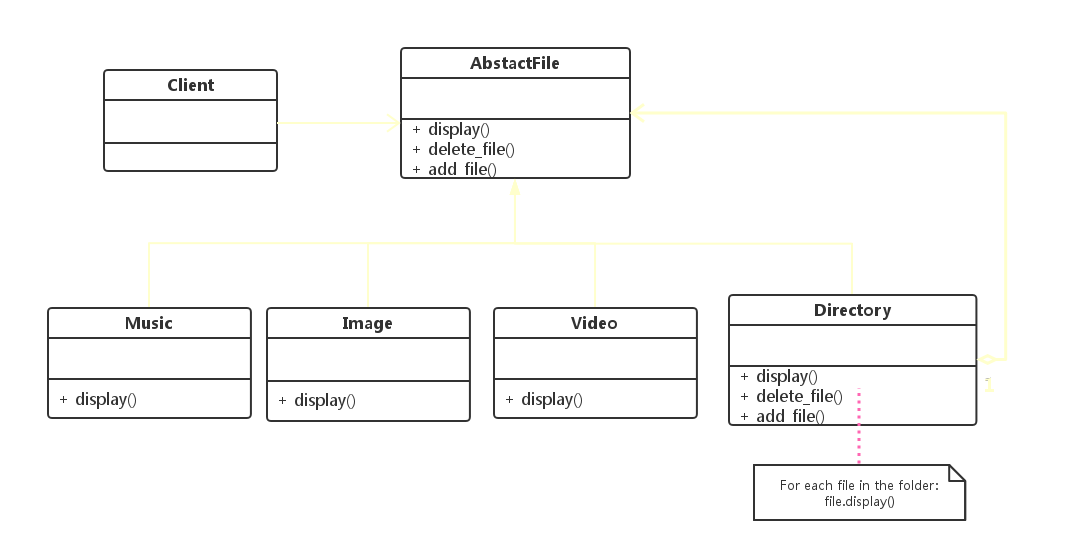 AbstactFile
Client
+ display()
+ delete_file()
+ add_file()
Music
+ display()
Image
+ display()
Video
+ display()
Directory
+ display()
+ delete_file()
+ add_file()
1
For each file in the folder:
file.display()